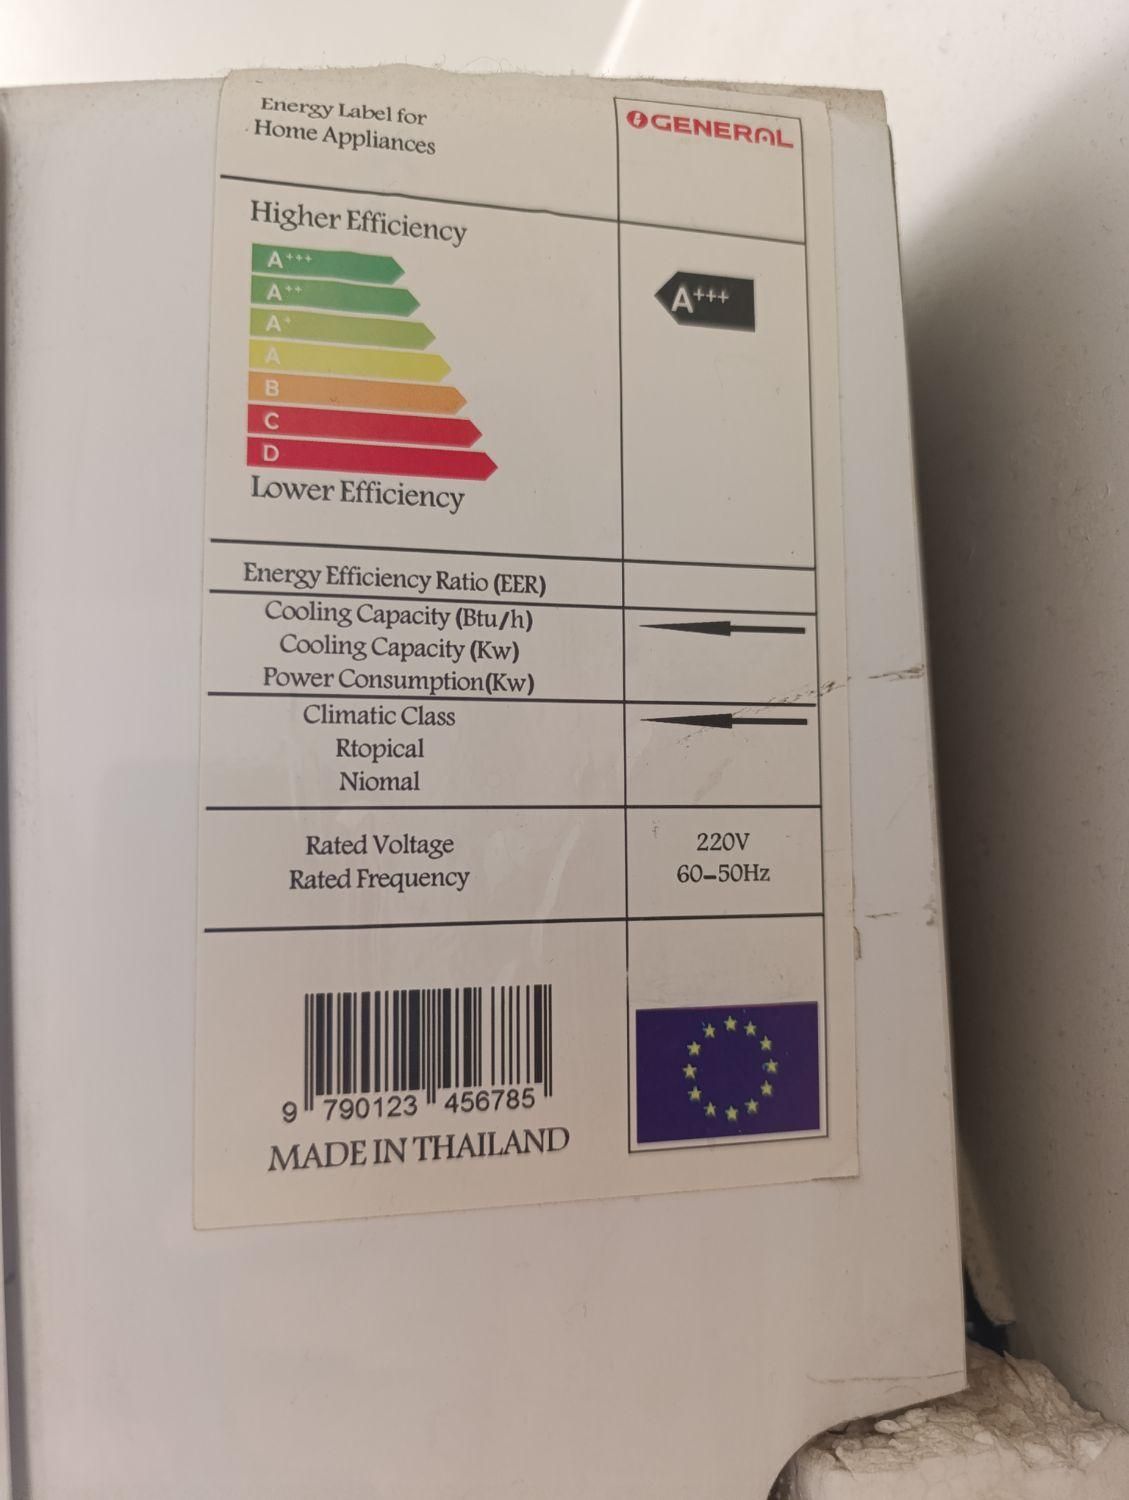 Energy Label for
Home Appliances
GENERAL
Higher Efficiency
A+++
A++
A+
A
B
C
D
A+++
Lower Efficiency
Energy Efficiency Ratio (EER)
Cooling Capacity (Btu/h)
Cooling Capacity (Kw)
Power Consumption(Kw)
Climatic Class
Rtopical
Niomal
Rated Voltage 220V
Rated Frequency 60-50Hz
9 790123 456785
MADE IN THAILAND